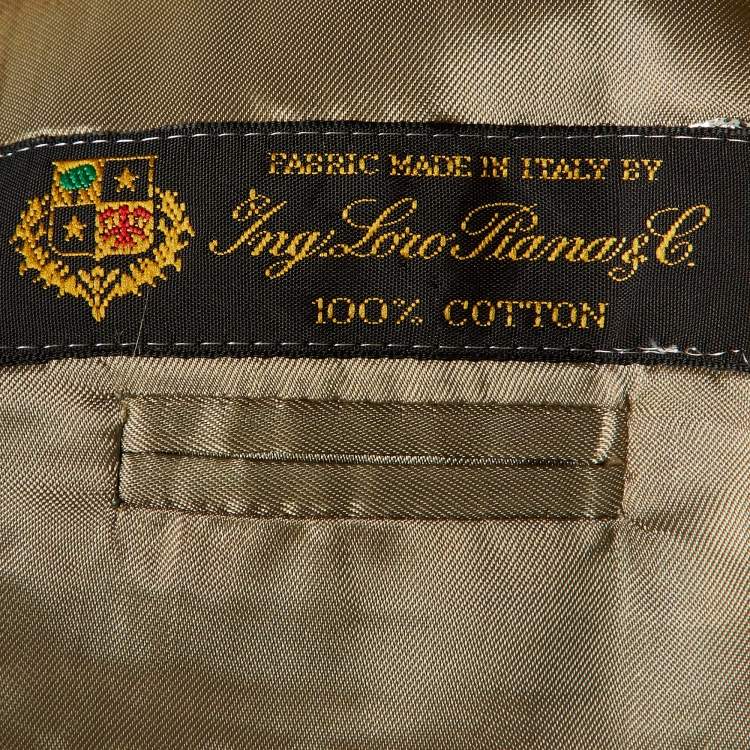 FABRIC MADE IN ITALY BY
Ing. Loro Piana & C.
100% COTTON